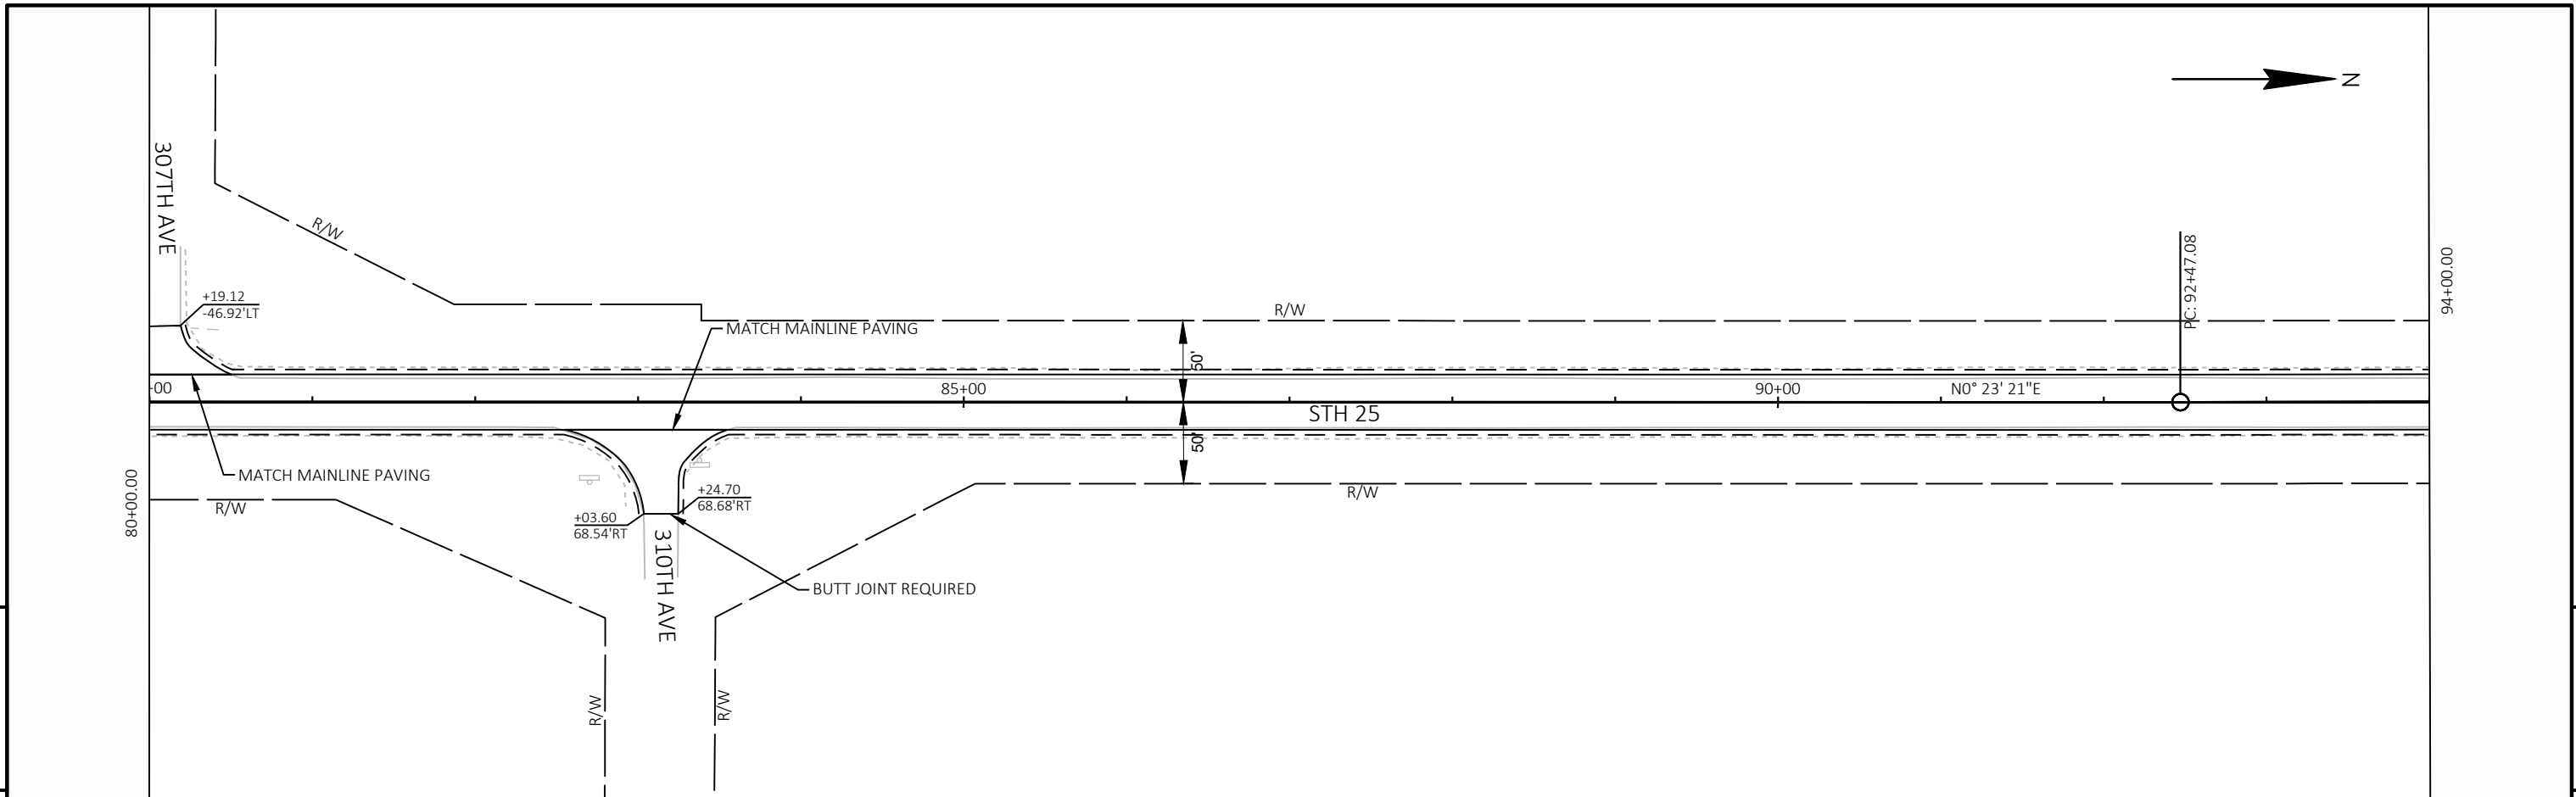 N
307TH AVE
R/W
+19.12
-46.92'LT
MATCH MAINLINE PAVING
R/W
50'
PC: 92+47.08
94+00.00
-00
85+00
90+00
N0° 23' 21"E
STH 25
50'
MATCH MAINLINE PAVING
80+00.00
R/W
+24.70
68.68'RT
R/W
+03.60
68.54'RT
310TH AVE
BUTT JOINT REQUIRED
R/W
R/W